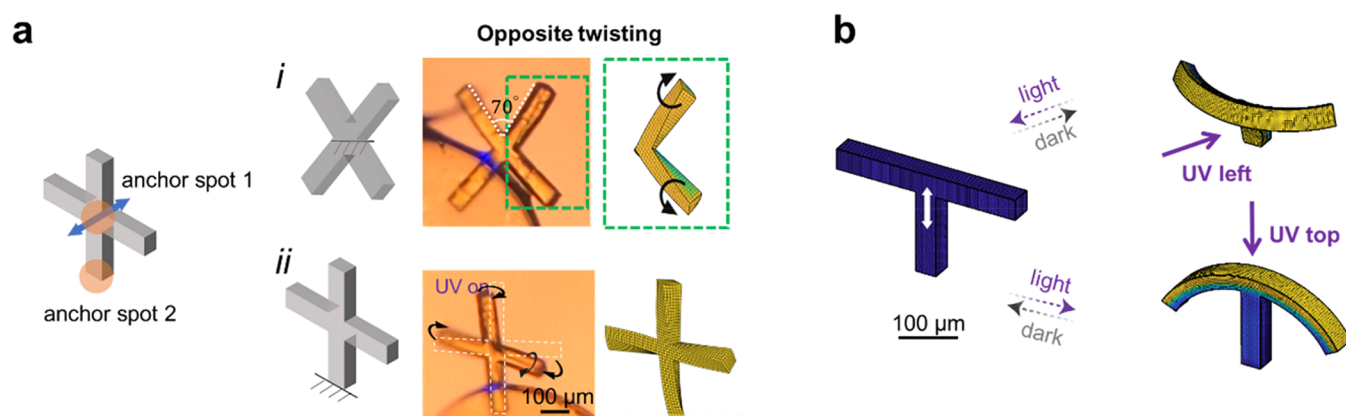 a
anchor spot 1
anchor spot 2
i
ii
Opposite twisting
70°
UV on
100 µm
b
light
dark
100 µm
light
dark
UV left
UV top